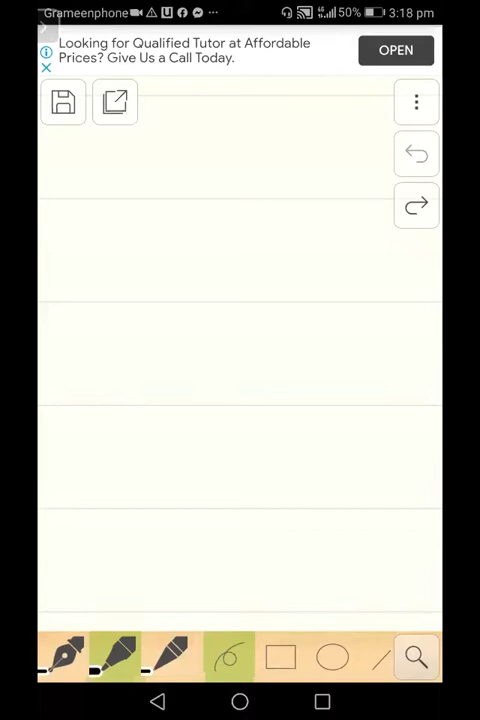 Grameenphone ... 50% 3:18 pm
Looking for Qualified Tutor at Affordable
Prices? Give Us a Call Today.
OPEN